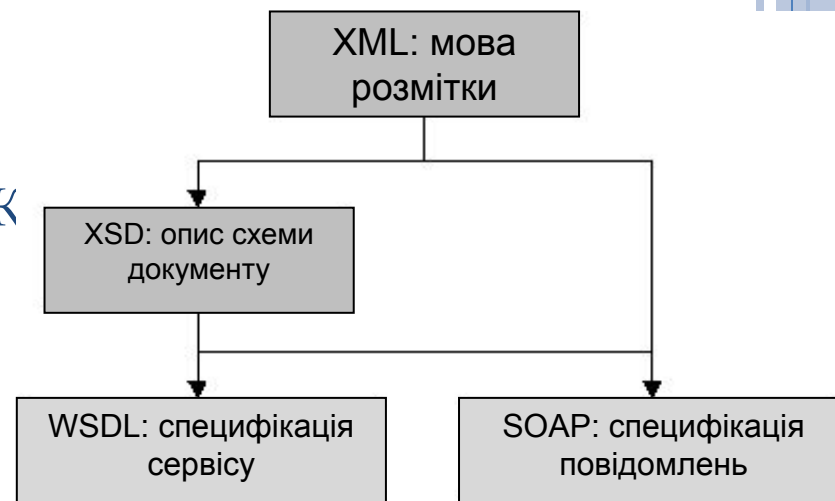 XML: мова
розмітки
XSD: опис схеми
документу
WSDL: специфікація
сервісу
SOAP: специфікація
повідомлень